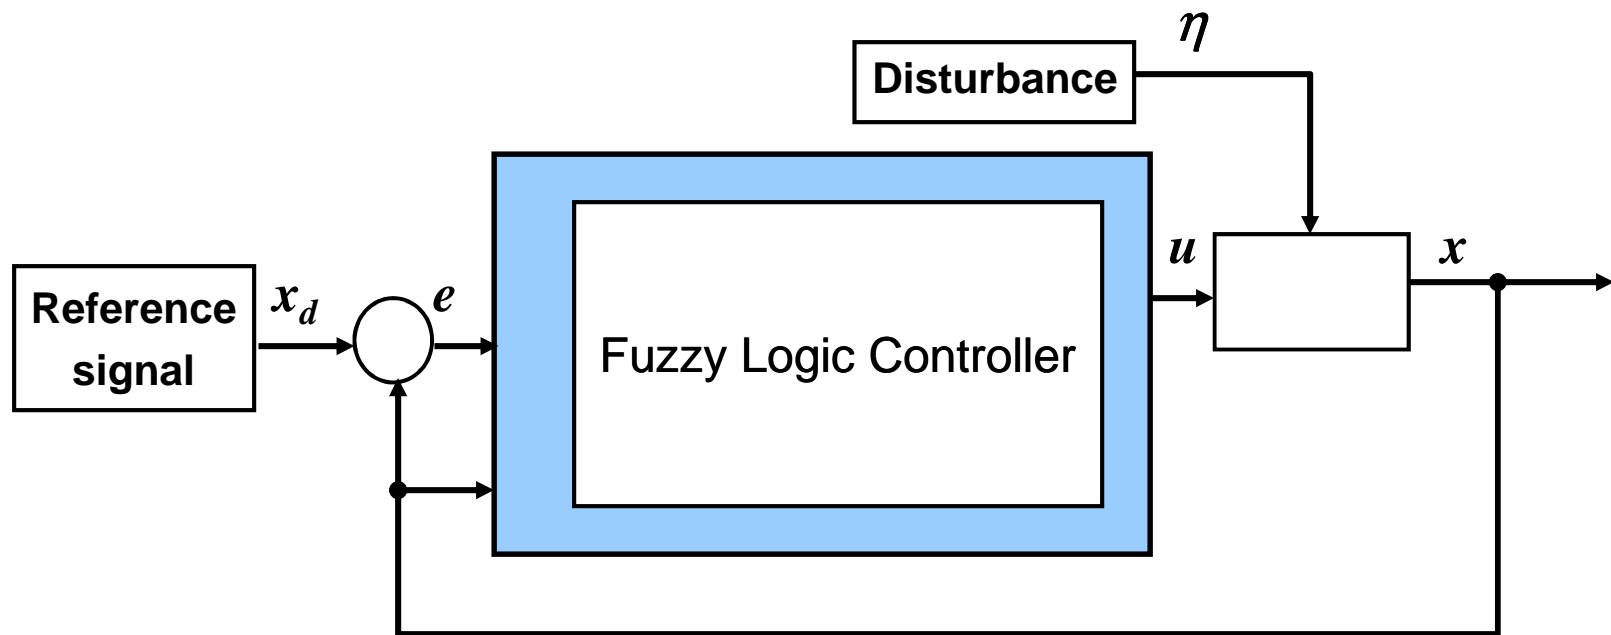 η
Disturbance
u
x
Reference
signal
x_d
e
Fuzzy Logic Controller